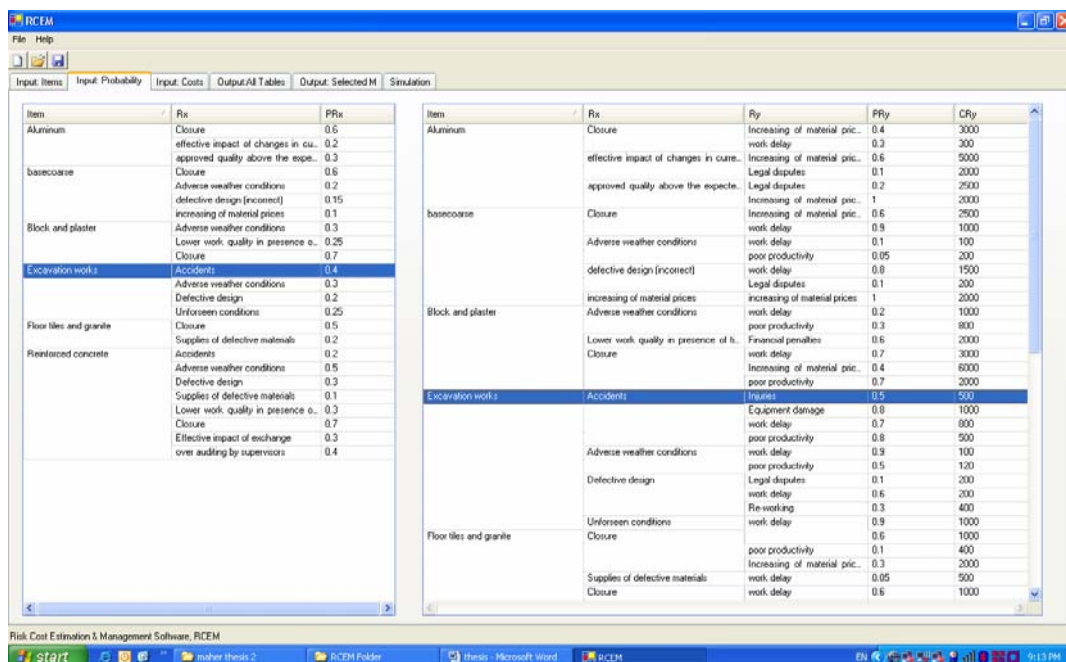 RCEM
File Help
Input: Items Input: Probability Input: Costs Output:All Tables Output: Selected M Simulation
Item Rx PRx
Aluminum Closure 0.6
effective impact of changes in cu... 0.2
approved quality above the expe... 0.3
basecoarse Closure 0.6
Adverse weather conditions 0.2
defective design (incorrect) 0.15
increasing of material prices 0.1
Block and plaster Adverse weather conditions 0.3
Lower work quality in presence o... 0.25
Closure 0.7
Excavation works Accidents 0.4
Adverse weather conditions 0.3
Defective design 0.2
Unforseen conditions 0.25
Floor tiles and granite Closure 0.5
Supplies of defective materials 0.2
Reinforced concrete Accidents 0.2
Adverse weather conditions 0.5
Defective design 0.3
Supplies of defective materials 0.1
Lower work quality in presence o... 0.3
Closure 0.7
Effective impact of exchange 0.3
over auditing by supervisors 0.4
Item Rx Ry PRy CRy
Aluminum Closure Increasing of material pric... 0.4 3000
work delay 0.3 300
effective impact of changes in curre... Increasing of material pric... 0.6 5000
Legal disputes 0.1 2000
approved quality above the expecte... Legal disputes 0.2 2500
Increasing of material pric... 1 2000
basecoarse Closure Increasing of material pric... 0.6 2500
work delay 0.9 1000
Adverse weather conditions work delay 0.1 100
poor productivity 0.05 200
defective design (incorrect) work delay 0.8 1500
Legal disputes 0.1 200
increasing of material prices increasing of material prices 1 2000
Block and plaster Adverse weather conditions work delay 0.2 1000
poor productivity 0.3 800
Lower work quality in presence of Financial penalties 0.6 2000
Closure work delay 0.7 3000
Increasing of material pric... 0.4 6000
poor productivity 0.7 2000
Excavation works Accidents Injuries 0.5 500
Equipment damage 0.8 1000
work delay 0.7 800
poor productivity 0.8 500
Adverse weather conditions work delay 0.9 100
poor productivity 0.5 120
Defective design Legal disputes 0.1 200
work delay 0.6 200
Re-working 0.3 400
Unforseen conditions work delay 0.9 1000
Floor tiles and granite Closure 0.6 1000
poor productivity 0.1 400
Increasing of material pric... 0.3 2000
Supplies of defective materials work delay 0.05 500
Closure work delay 0.6 1000
Risk Cost Estimation & Management Software, RCEM
start maher thesis 2 RCEM Folder thesis - Microsoft Word RCEM EN 9:13 PM